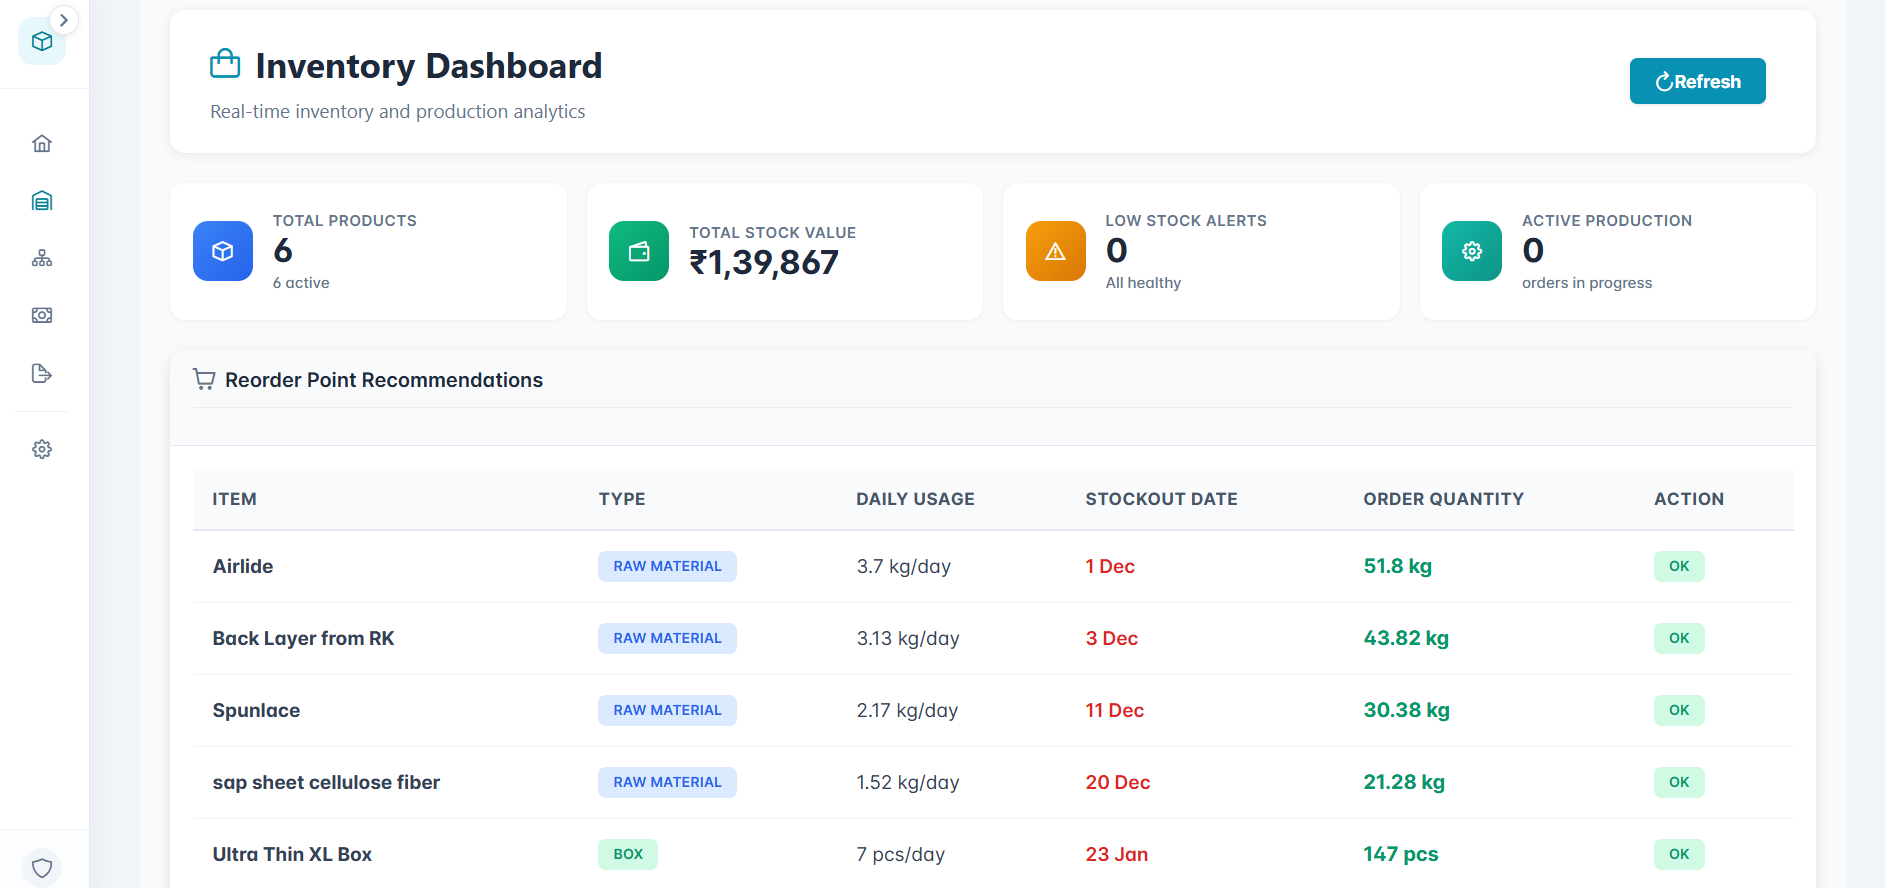 Inventory Dashboard
Real-time inventory and production analytics
Refresh
TOTAL PRODUCTS
6
6 active
TOTAL STOCK VALUE
₹1,39,867
LOW STOCK ALERTS
0
All healthy
ACTIVE PRODUCTION
0
orders in progress
Reorder Point Recommendations
ITEM TYPE DAILY USAGE STOCKOUT DATE ORDER QUANTITY ACTION
Airlide RAW MATERIAL 3.7 kg/day 1 Dec 51.8 kg OK
Back Layer from RK RAW MATERIAL 3.13 kg/day 3 Dec 43.82 kg OK
Spunlace RAW MATERIAL 2.17 kg/day 11 Dec 30.38 kg OK
sap sheet cellulose fiber RAW MATERIAL 1.52 kg/day 20 Dec 21.28 kg OK
Ultra Thin XL Box BOX 7 pcs/day 23 Jan 147 pcs OK